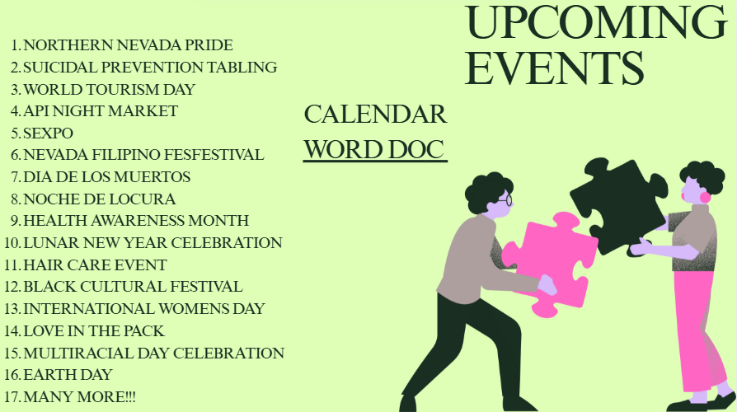 UPCOMING
EVENTS
1. NORTHERN NEVADA PRIDE
2. SUICIDAL PREVENTION TABLING
3. WORLD TOURISM DAY
4. API NIGHT MARKET
5. SEXPO
6. NEVADA FILIPINO FESFESTIVAL
7. DIA DE LOS MUERTOS
8. NOCHE DE LOCURA
9. HEALTH AWARENESS MONTH
10. LUNAR NEW YEAR CELEBRATION
11. HAIR CARE EVENT
12. BLACK CULTURAL FESTIVAL
13. INTERNATIONAL WOMENS DAY
14. LOVE IN THE PACK
15. MULTIRACIAL DAY CELEBRATION
16. EARTH DAY
17. MANY MORE!!!
CALENDAR
WORD DOC